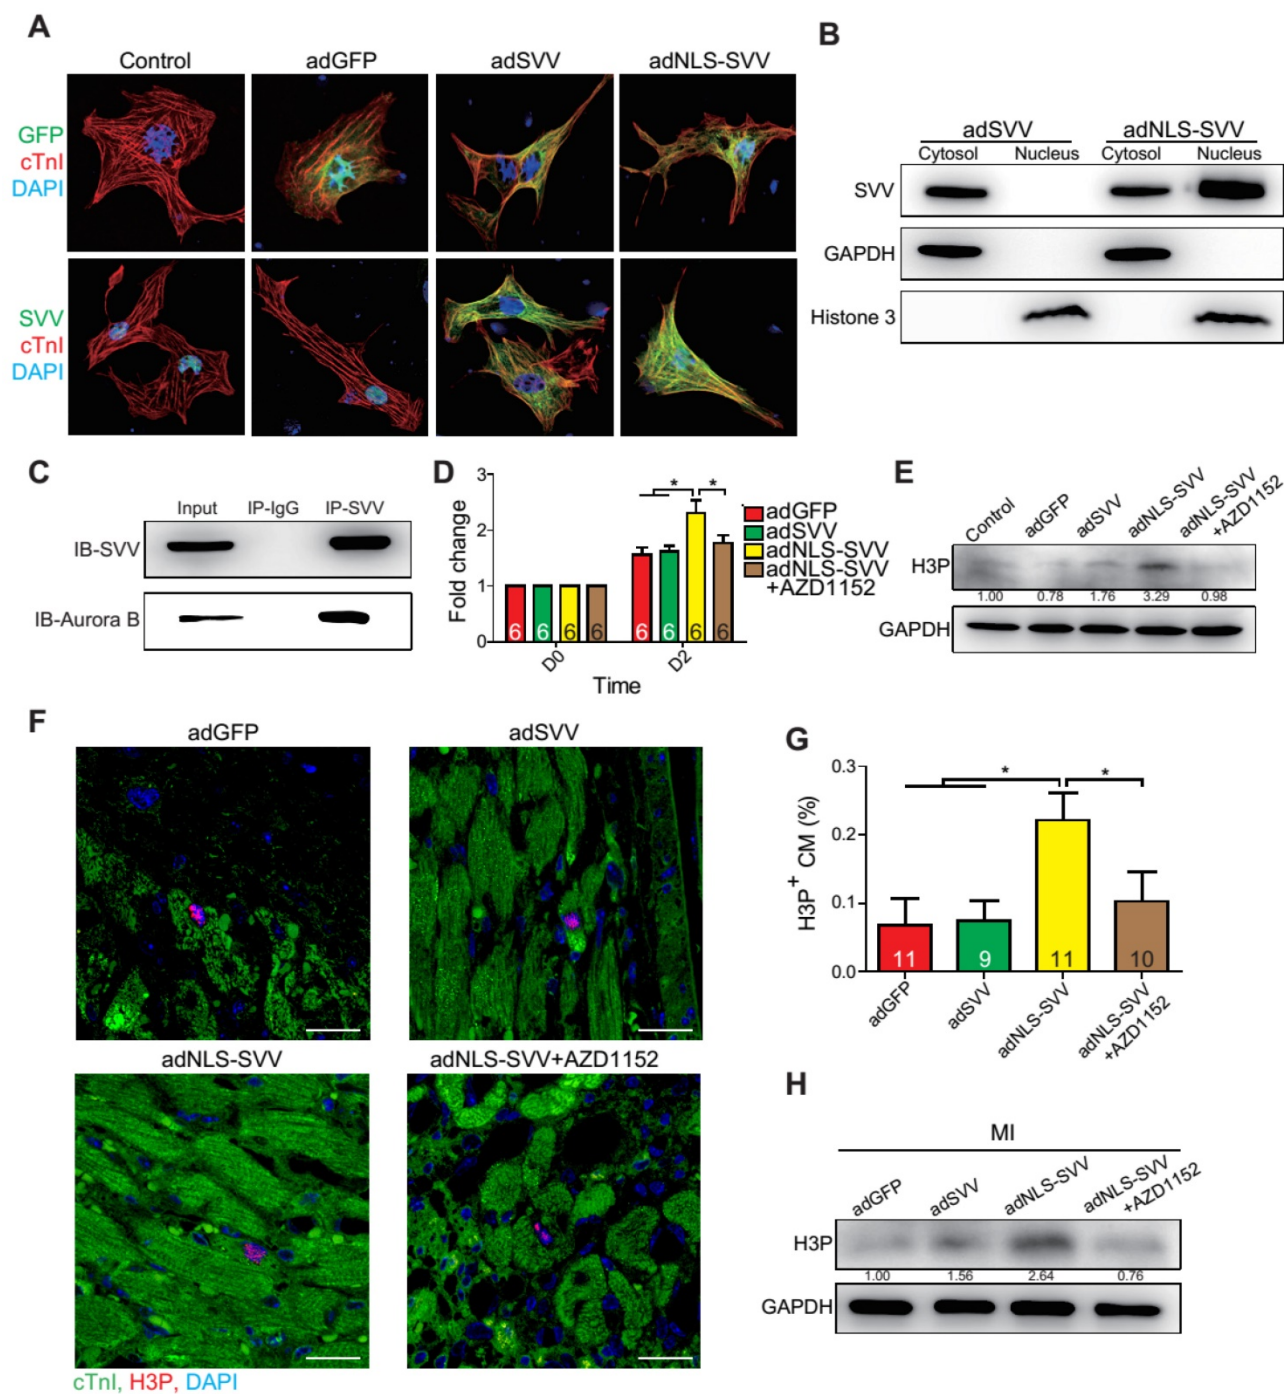 A
Control adGFP adSVV adNLS-SVV
GFP
cTnI
DAPI
SVV
cTnI
DAPI
B
adSVV adNLS-SVV
Cytosol Nucleus Cytosol Nucleus
SVV
GAPDH
Histone 3
C
Input IP-IgG IP-SVV
IB-SVV
IB-Aurora B
D
Fold change
3
2
1
0
* *
6 6 6 6 6 6 6 6
D0 D2
Time
adGFP
adSVV
adNLS-SVV
adNLS-SVV
+AZD1152
E
Control adGFP adSVV adNLS-SVV adNLS-SVV
+AZD1152
H3P
1.00 0.78 1.76 3.29 0.98
GAPDH
F
adGFP adSVV
adNLS-SVV adNLS-SVV+AZD1152
cTnI, H3P, DAPI
G
H3P+ CM (%)
0.3
0.2
0.1
0.0
* *
11 9 11 10
adGFP adSVV adNLS-SVV adNLS-SVV
+AZD1152
H
MI
adGFP adSVV adNLS-SVV adNLS-SVV
+AZD1152
H3P
1.00 1.56 2.64 0.76
GAPDH